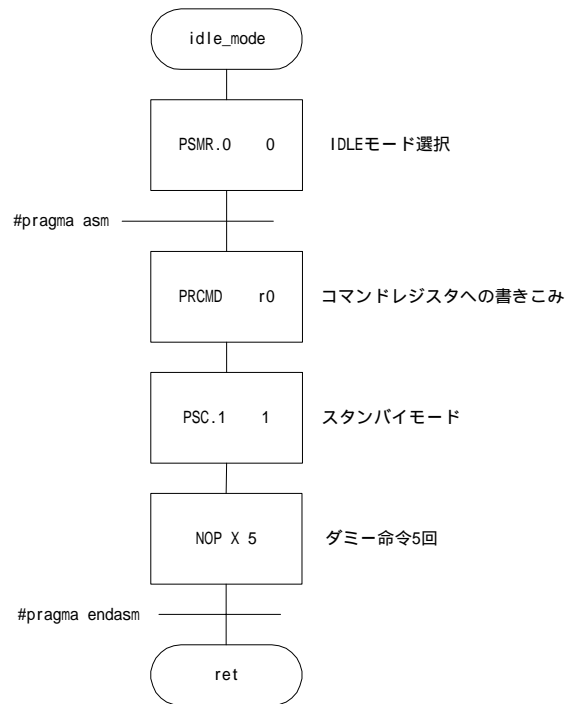 idle_mode
PSMR.0 0 IDLEモード選択
#pragma asm
PRCMD r0 コマンドレジスタへの書きこみ
PSC.1 1 スタンバイモード
NOP X 5 ダミー命令5回
#pragma endasm
ret